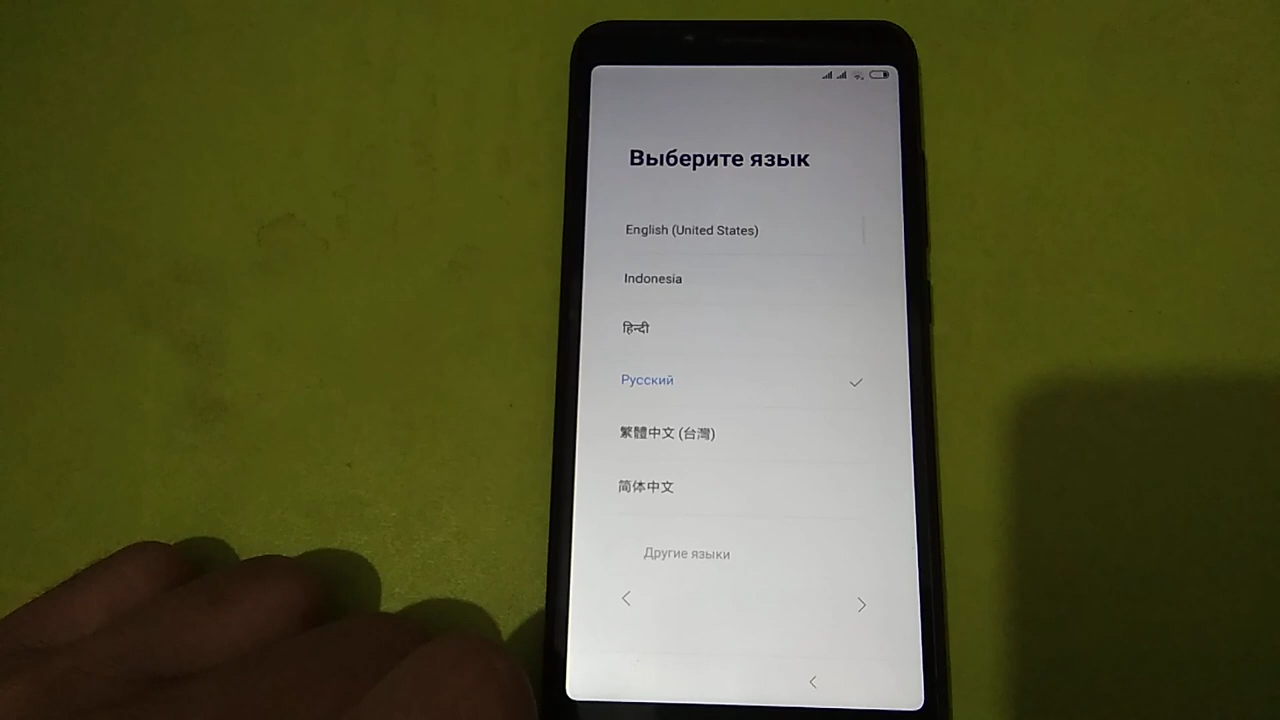 Выберите язык
English (United States)
Indonesia
हिन्दी
Русский
繁體中文 (台灣)
简体中文
Другие языки